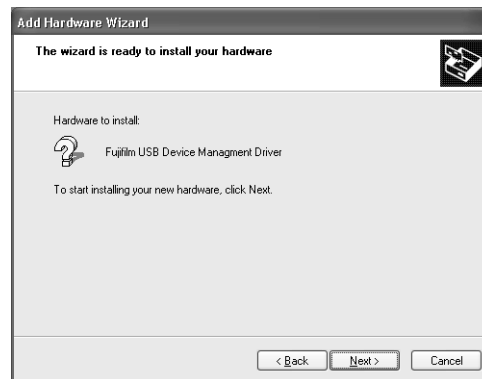 Add Hardware Wizard
The wizard is ready to install your hardware
Hardware to install:
Fujifilm USB Device Managment Driver
To start installing your new hardware, click Next.
< Back Next > Cancel